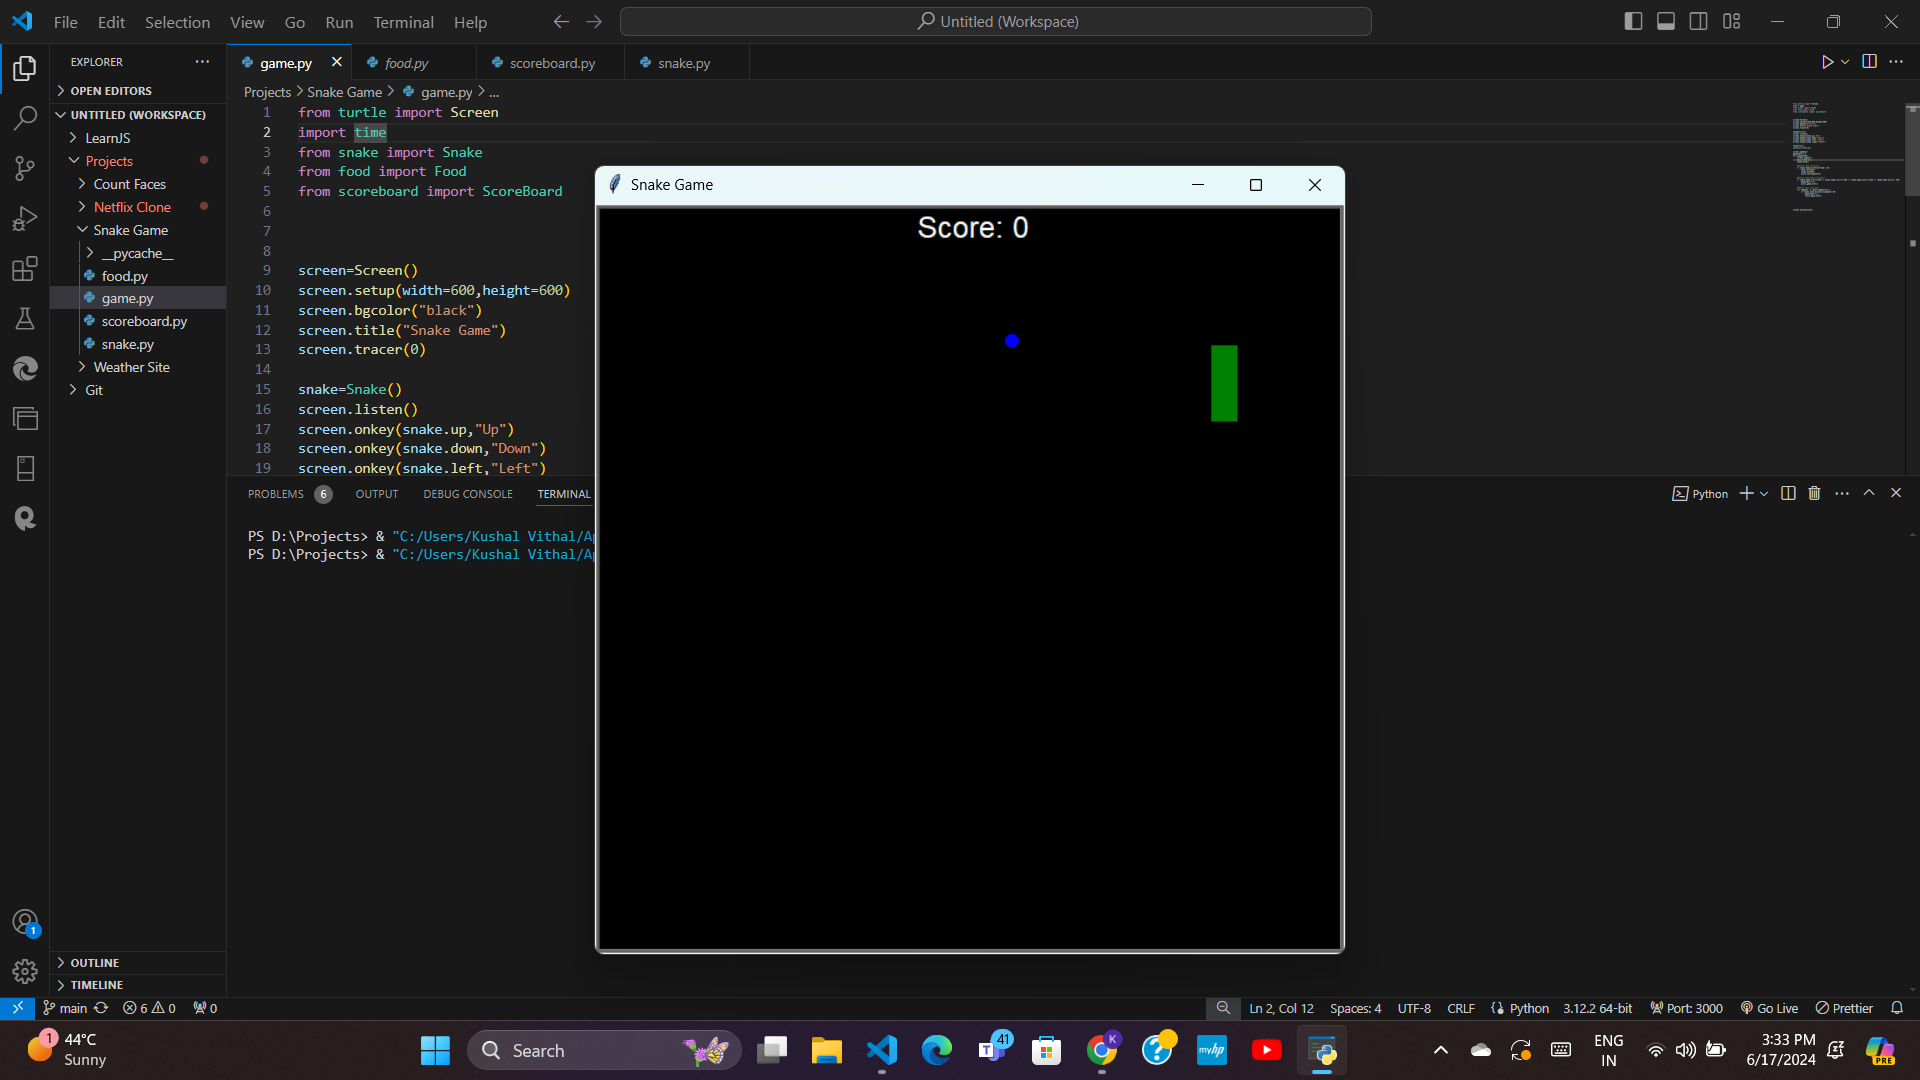 File Edit Selection View Go Run Terminal Help
Untitled (Workspace)
EXPLORER
OPEN EDITORS
UNTITLED (WORKSPACE)
LearnJS
Projects
Count Faces
Netflix Clone
Snake Game
__pycache__
food.py
game.py
scoreboard.py
snake.py
Weather Site
Git
OUTLINE
TIMELINE
game.py food.py scoreboard.py snake.py
Projects > Snake Game > game.py > ...
1 from turtle import Screen
2 import time
3 from snake import Snake
4 from food import Food
5 from scoreboard import ScoreBoard
6
7
8
9 screen=Screen()
10 screen.setup(width=600,height=600)
11 screen.bgcolor("black")
12 screen.title("Snake Game")
13 screen.tracer(0)
14
15 snake=Snake()
16 screen.listen()
17 screen.onkey(snake.up,"Up")
18 screen.onkey(snake.down,"Down")
19 screen.onkey(snake.left,"Left")
Snake Game
Score: 0
PROBLEMS 6 OUTPUT DEBUG CONSOLE TERMINAL
Python
PS D:\Projects> & "C:/Users/Kushal Vithal/A
PS D:\Projects> & "C:/Users/Kushal Vithal/A
1
main 6 0 0
Ln 2, Col 12 Spaces: 4 UTF-8 CRLF Python 3.12.2 64-bit Port: 3000 Go Live Prettier
1
44°C
Sunny
Search
41
K
myhp
ENG
IN
3:33 PM
6/17/2024
PRE